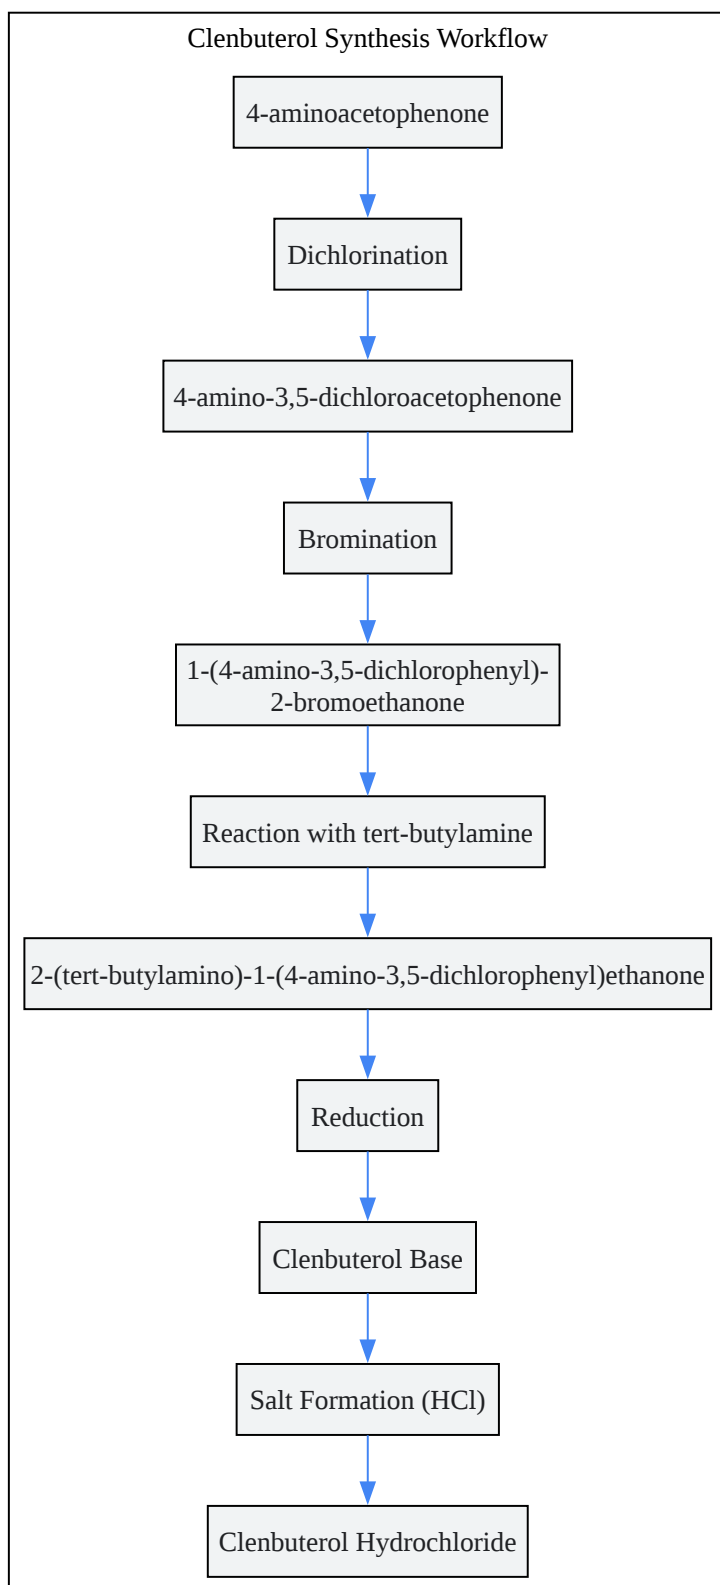 Clenbuterol Synthesis Workflow
4-aminoacetophenone
Dichlorination
4-amino-3,5-dichloroacetophenone
Bromination
1-(4-amino-3,5-dichlorophenyl)-
2-bromoethanone
Reaction with tert-butylamine
2-(tert-butylamino)-1-(4-amino-3,5-dichlorophenyl)ethanone
Reduction
Clenbuterol Base
Salt Formation (HCl)
Clenbuterol Hydrochloride